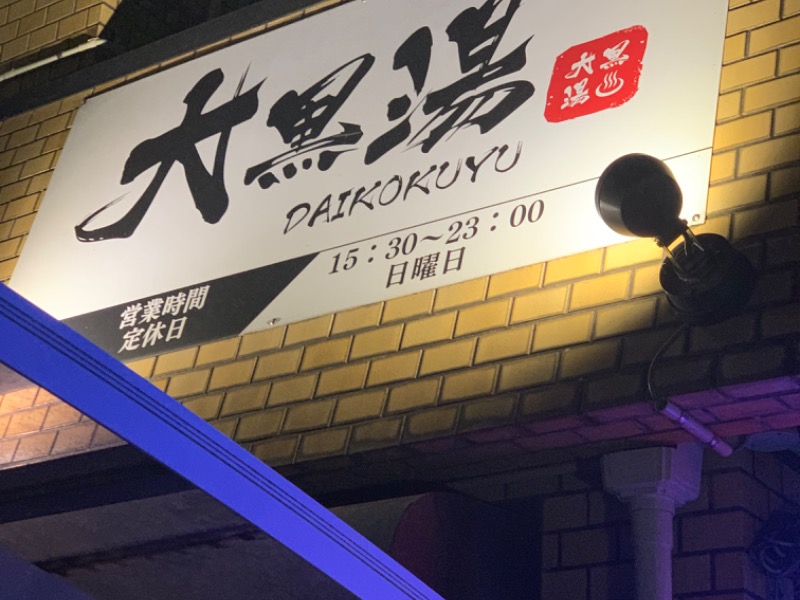 大黒湯
DAIKOKUYU
大黒
湯♨
営業時間 15:30〜23:00
定休日 日曜日